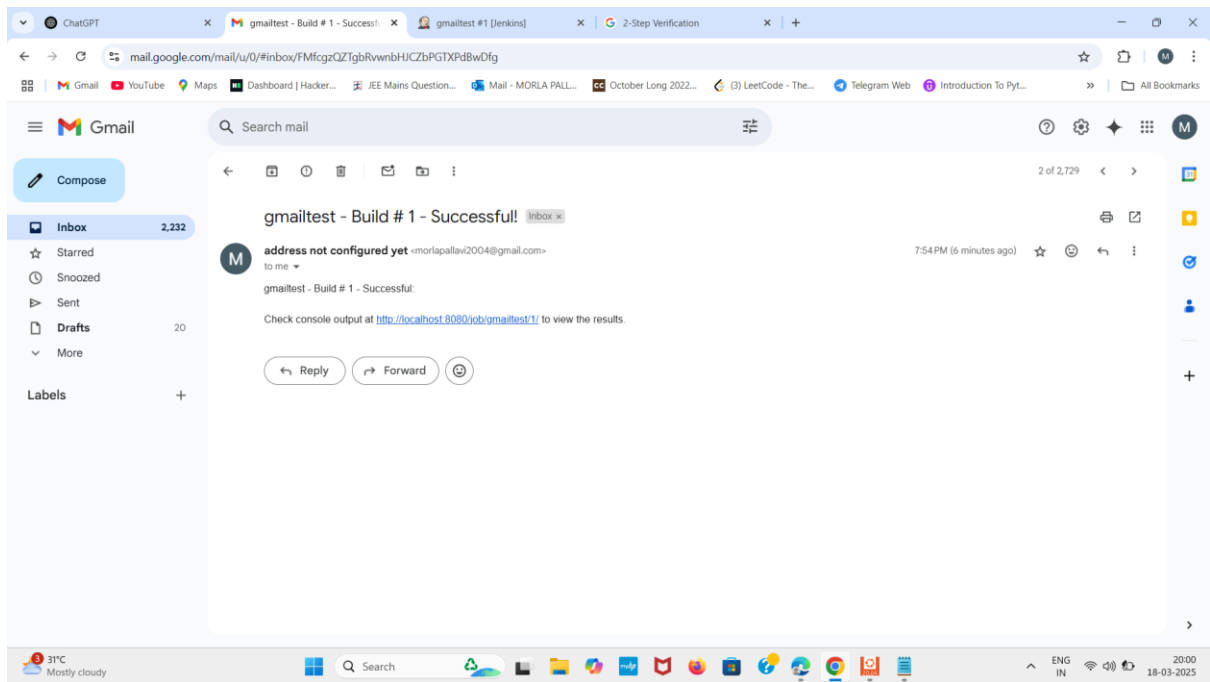 ChatGPT
gmailtest - Build # 1 - Successf
gmailtest #1 [Jenkins]
2-Step Verification
mail.google.com/mail/u/0/#inbox/FMfcgzQZTgbRvwnbHJCZbPGTXPdBwDfg
M
Gmail
YouTube
Maps
Dashboard | Hacker...
JEE Mains Question...
Mail - MORLA PALL...
October Long 2022...
(3) LeetCode - The...
Telegram Web
Introduction To Pyt...
»
All Bookmarks
Gmail
Search mail
M
Compose
2 of 2,729
gmailtest - Build # 1 - Successful!
Inbox ×
Inbox 2,232
Starred
Snoozed
Sent
Drafts 20
More
Labels
M
address not configured yet <morlapallavi2004@gmail.com>
7:54 PM (6 minutes ago)
to me
gmailtest - Build # 1 - Successful:
Check console output at http://localhost:8080/job/gmailtest/1/ to view the results.
Reply
Forward
3
31°C
Mostly cloudy
Search
ENG
IN
20:00
18-03-2025